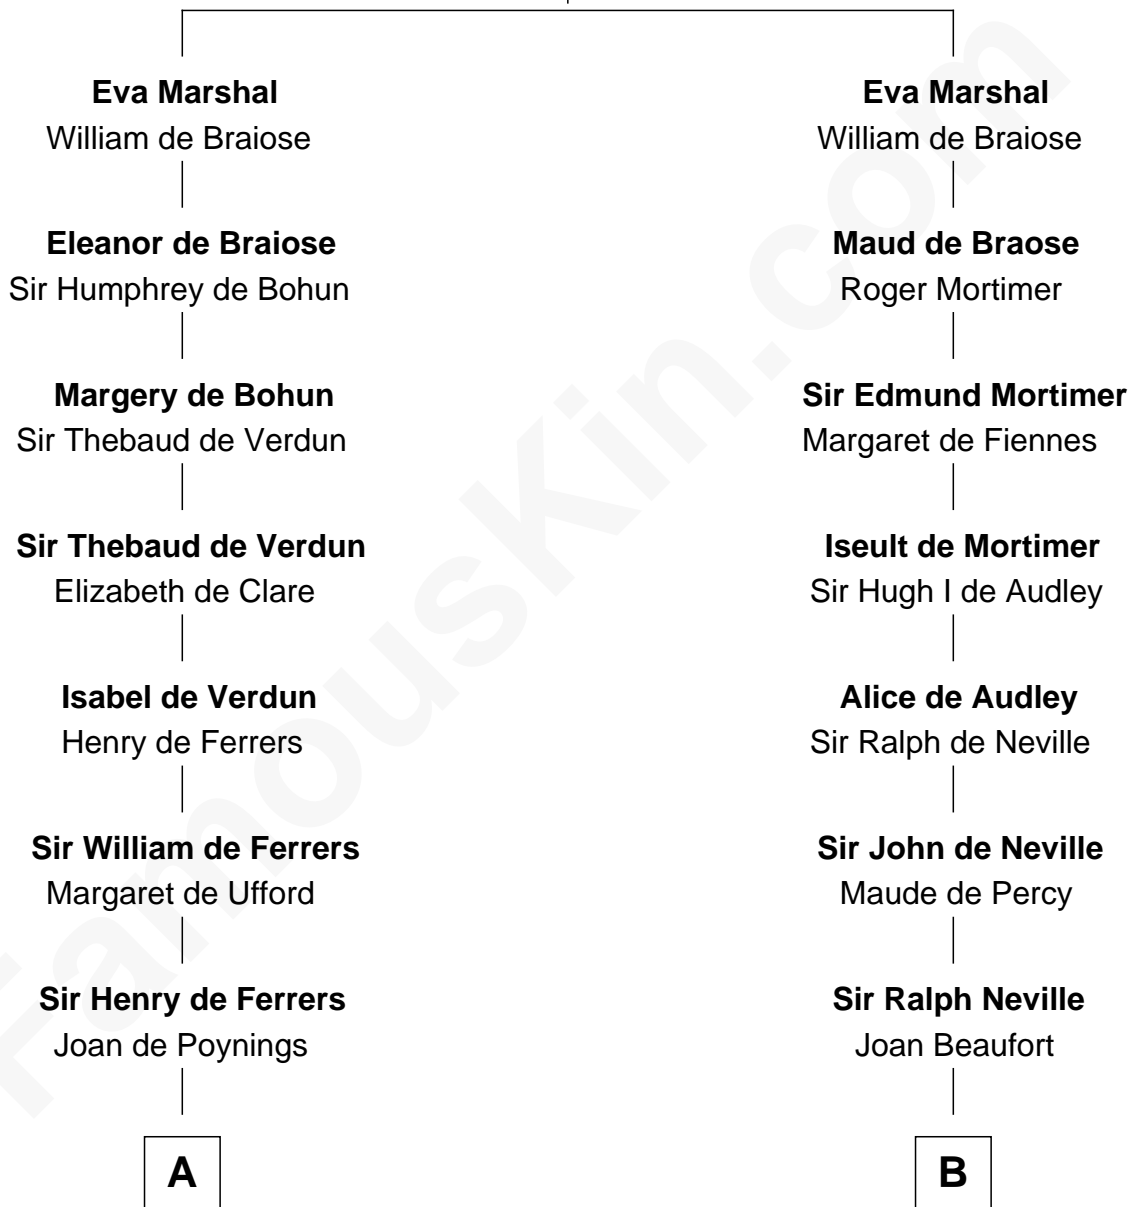 Eva Marshal
William de Braiose
Eleanor de Braiose
Sir Humphrey de Bohun
Margery de Bohun
Sir Thebaud de Verdun
Sir Thebaud de Verdun
Elizabeth de Clare
Isabel de Verdun
Henry de Ferrers
Sir William de Ferrers
Margaret de Ufford
Sir Henry de Ferrers
Joan de Poynings
A
Eva Marshal
William de Braiose
Maud de Braose
Roger Mortimer
Sir Edmund Mortimer
Margaret de Fiennes
Iseult de Mortimer
Sir Hugh I de Audley
Alice de Audley
Sir Ralph de Neville
Sir John de Neville
Maude de Percy
Sir Ralph Neville
Joan Beaufort
B
FamousKin.com